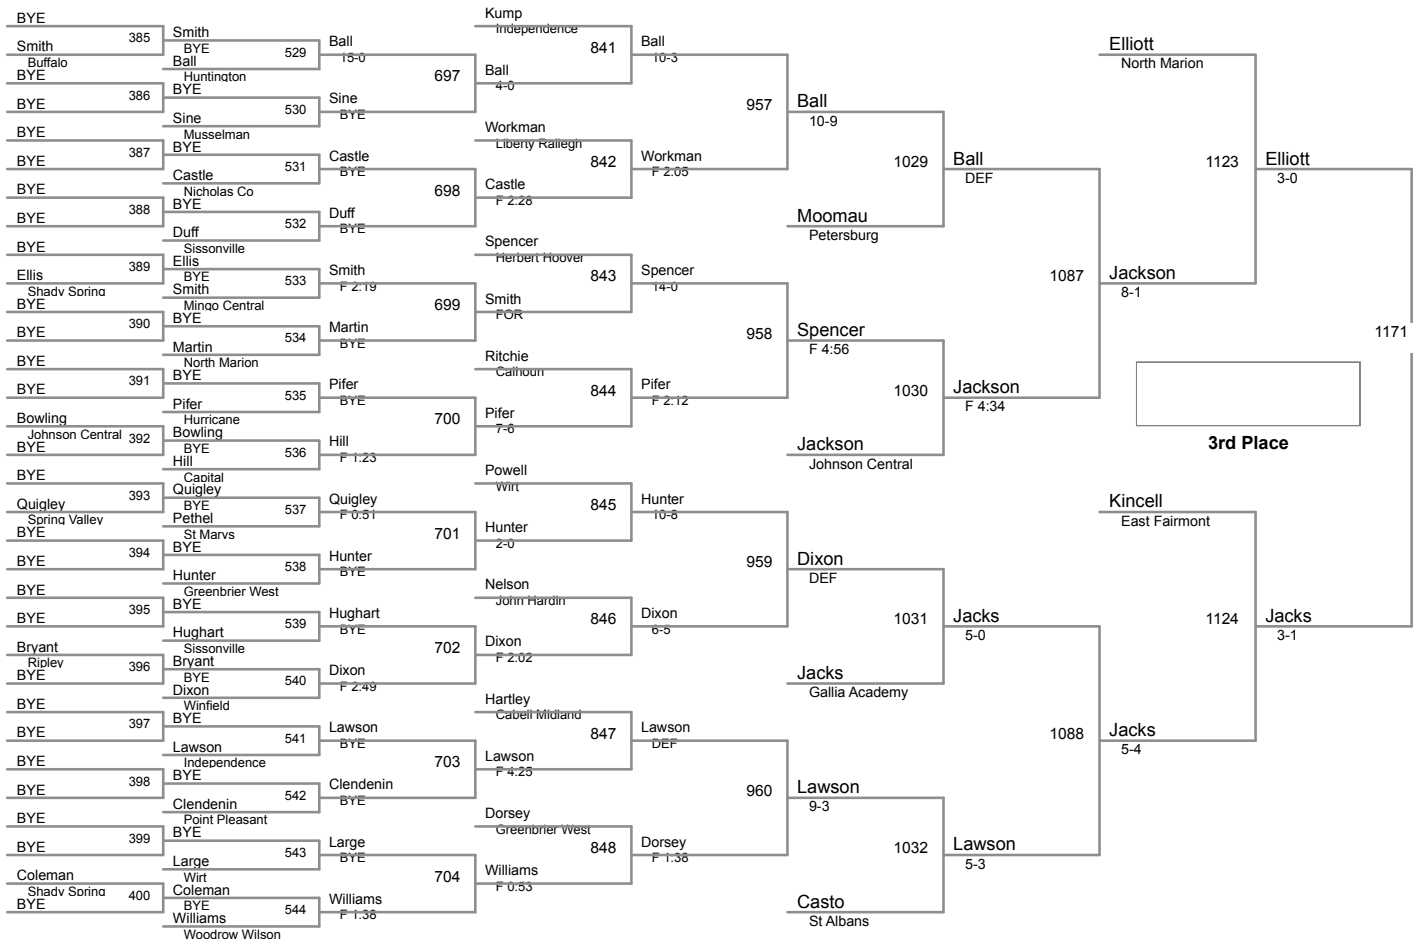 BYE
385
Smith
Buffalo
BYE
386
BYE
BYE
387
BYE
BYE
388
BYE
BYE
389
Ellis
Shady Spring
BYE
390
BYE
BYE
391
BYE
Bowling
Johnson Central
392
BYE
BYE
393
Quigley
Spring Valley
BYE
394
BYE
BYE
395
BYE
Bryant
Ripley
396
BYE
BYE
397
BYE
BYE
398
BYE
BYE
399
BYE
Coleman
Shady Spring
400
BYE
Smith
BYE
529
Ball
Huntington
BYE
530
Sine
Musselman
BYE
531
Castle
Nicholas Co
BYE
532
Duff
Sissonville
Ellis
BYE
533
Smith
Mingo Central
BYE
534
Martin
North Marion
BYE
535
Pifer
Hurricane
Bowling
BYE
536
Hill
Capital
Quigley
BYE
537
Pethel
St Marys
BYE
538
Hunter
Greenbrier West
BYE
539
Hughart
Sissonville
Bryant
BYE
540
Dixon
Winfield
BYE
541
Lawson
Independence
BYE
542
Clendenin
Point Pleasant
BYE
543
Large
Wirt
Coleman
BYE
544
Williams
Woodrow Wilson
Ball
15-0
697
Sine
BYE
Castle
BYE
698
Duff
BYE
Smith
F 2:19
699
Martin
BYE
Pifer
BYE
700
Hill
F 1:23
Quigley
F 0:51
701
Hunter
BYE
Hughart
BYE
702
Dixon
F 2:49
Lawson
BYE
703
Clendenin
BYE
Large
BYE
704
Williams
F 1:38
Kump
Independence
841
Ball
4-0
Workman
Liberty Raliegh
842
Castle
F 2:28
Spencer
Herbert Hoover
843
Smith
FOR
Ritchie
Calhoun
844
Pifer
7-6
Powell
Wirt
845
Hunter
2-0
Nelson
John Hardin
846
Dixon
F 2:02
Hartley
Cabell Midland
847
Lawson
F 4:25
Dorsey
Greenbrier West
848
Williams
F 0:53
Ball
10-3
957
Workman
F 2:05
Spencer
14-0
958
Pifer
F 2:12
Hunter
10-8
959
Dixon
6-5
Lawson
DEF
960
Dorsey
F 1:38
Ball
10-9
1029
Moomau
Petersburg
Spencer
F 4:56
1030
Jackson
Johnson Central
Dixon
DEF
1031
Jacks
Gallia Academy
Lawson
9-3
1032
Casto
St Albans
Ball
DEF
1087
Jackson
F 4:34
Jacks
5-0
1088
Lawson
5-3
Elliott
North Marion
1123
Jackson
8-1
Kincell
East Fairmont
1124
Jacks
5-4
Elliott
3-0
1171
Jacks
3-1
3rd Place